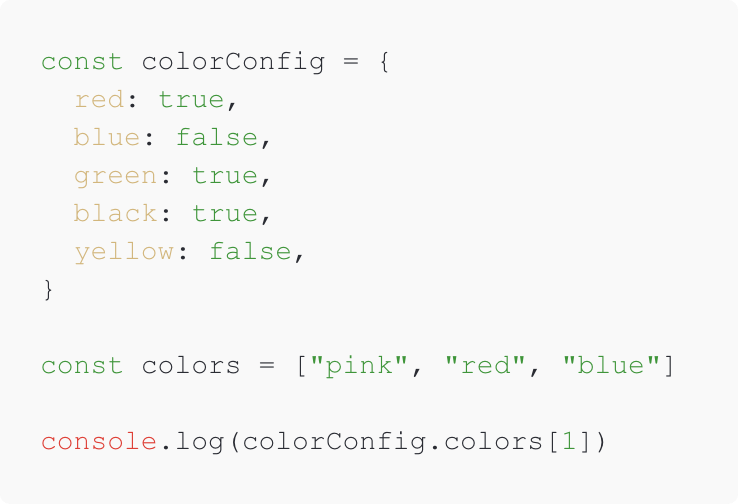 const colorConfig = {
  red: true,
  blue: false,
  green: true,
  black: true,
  yellow: false,
}

const colors = ["pink", "red", "blue"]

console.log(colorConfig.colors[1])